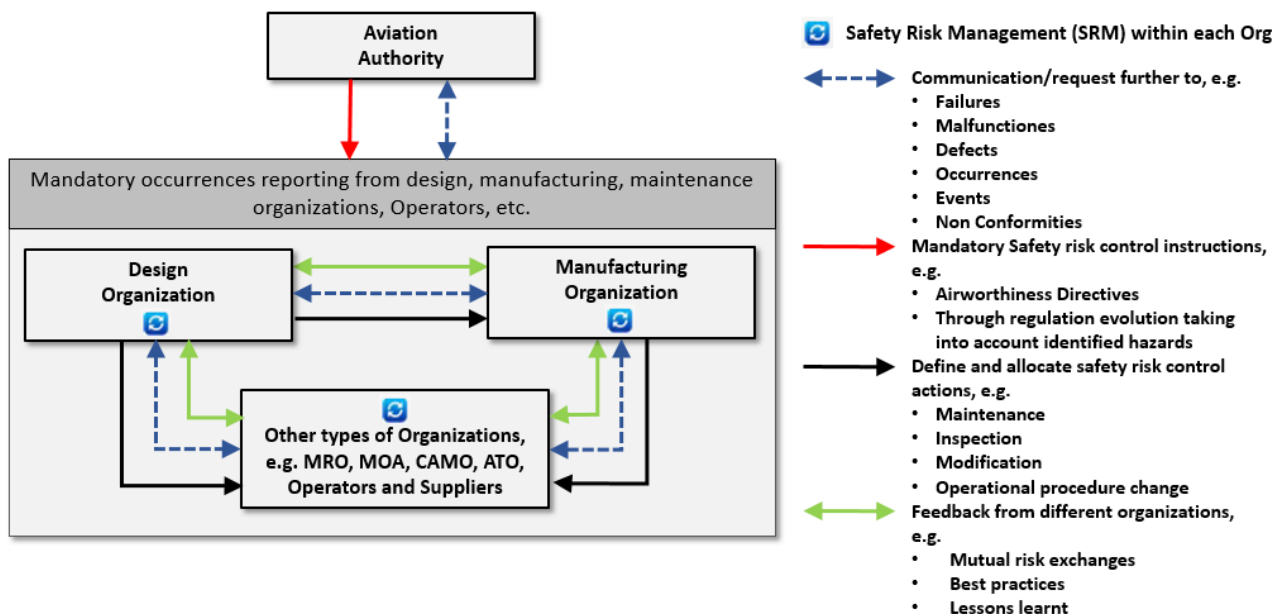 Aviation
Authority
Mandatory occurrences reporting from design, manufacturing, maintenance
organizations, Operators, etc.
Design
Organization
Manufacturing
Organization
Other types of Organizations,
e.g. MRO, MOA, CAMO, ATO,
Operators and Suppliers
Safety Risk Management (SRM) within each Org
Communication/request further to, e.g.
• Failures
• Malfunctiones
• Defects
• Occurrences
• Events
• Non Conformities
Mandatory Safety risk control instructions,
e.g.
• Airworthiness Directives
• Through regulation evolution taking
into account identified hazards
Define and allocate safety risk control
actions, e.g.
• Maintenance
• Inspection
• Modification
• Operational procedure change
Feedback from different organizations,
e.g.
• Mutual risk exchanges
• Best practices
• Lessons learnt